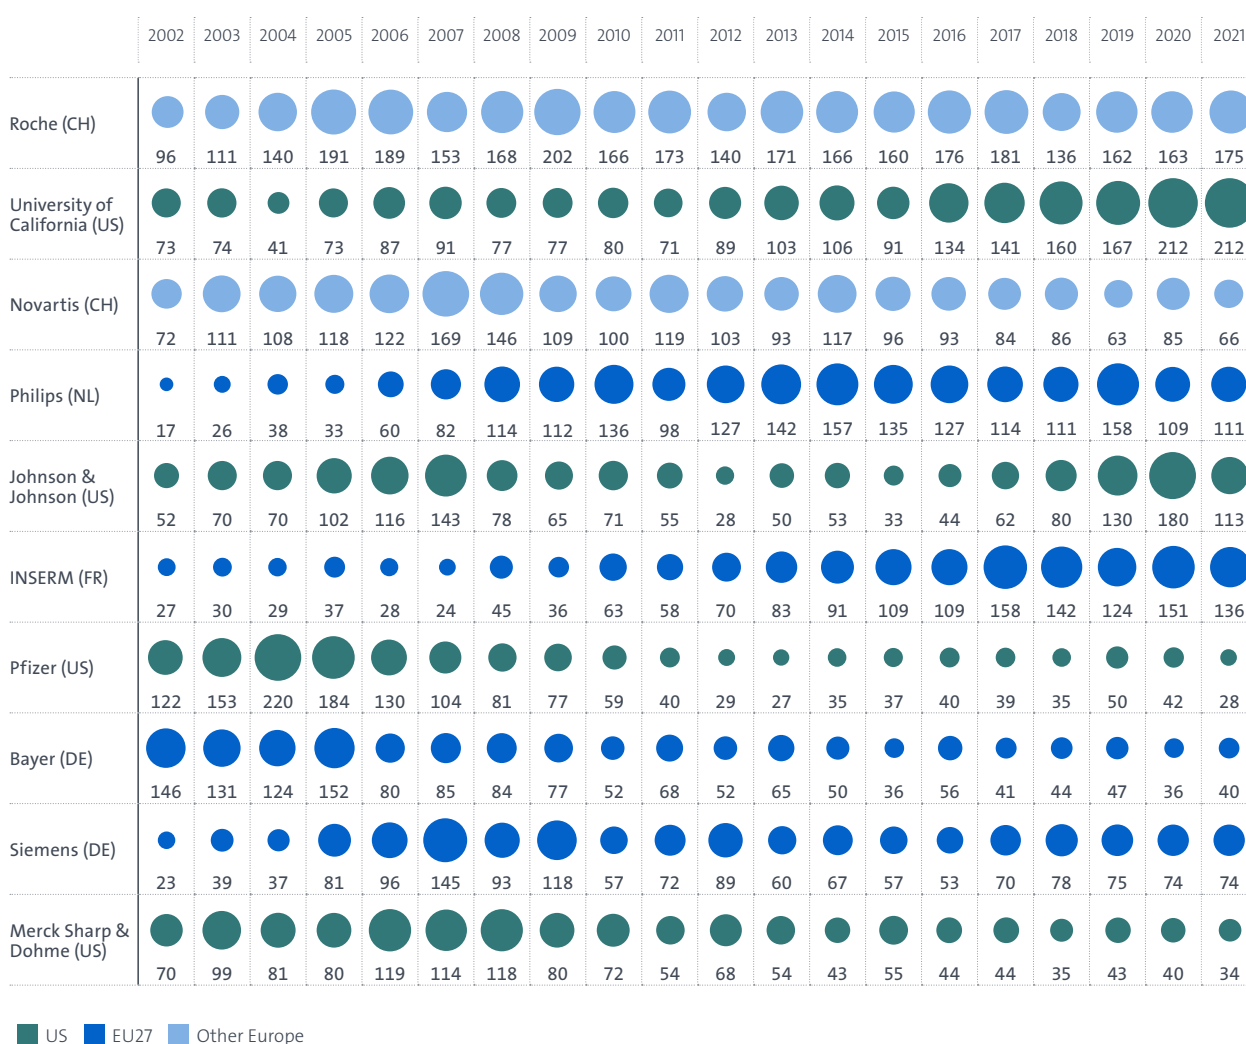 2002 2003 2004 2005 2006 2007 2008 2009 2010 2011 2012 2013 2014 2015 2016 2017 2018 2019 2020 2021
Roche (CH)
96 111 140 191 189 153 168 202 166 173 140 171 166 160 176 181 136 162 163 175
University of
California (US)
73 74 41 73 87 91 77 77 80 71 89 103 106 91 134 141 160 167 212 212
Novartis (CH)
72 111 108 118 122 169 146 109 100 119 103 93 117 96 93 84 86 63 85 66
Philips (NL)
17 26 38 33 60 82 114 112 136 98 127 142 157 135 127 114 111 158 109 111
Johnson &
Johnson (US)
52 70 70 102 116 143 78 65 71 55 28 50 53 33 44 62 80 130 180 113
INSERM (FR)
27 30 29 37 28 24 45 36 63 58 70 83 91 109 109 158 142 124 151 136
Pfizer (US)
122 153 220 184 130 104 81 77 59 40 29 27 35 37 40 39 35 50 42 28
Bayer (DE)
146 131 124 152 80 85 84 77 52 68 52 65 50 36 56 41 44 47 36 40
Siemens (DE)
23 39 37 81 96 145 93 118 57 72 89 60 67 57 53 70 78 75 74 74
Merck Sharp &
Dohme (US)
70 99 81 80 119 114 118 80 72 54 68 54 43 55 44 44 35 43 40 34
US EU27 Other Europe